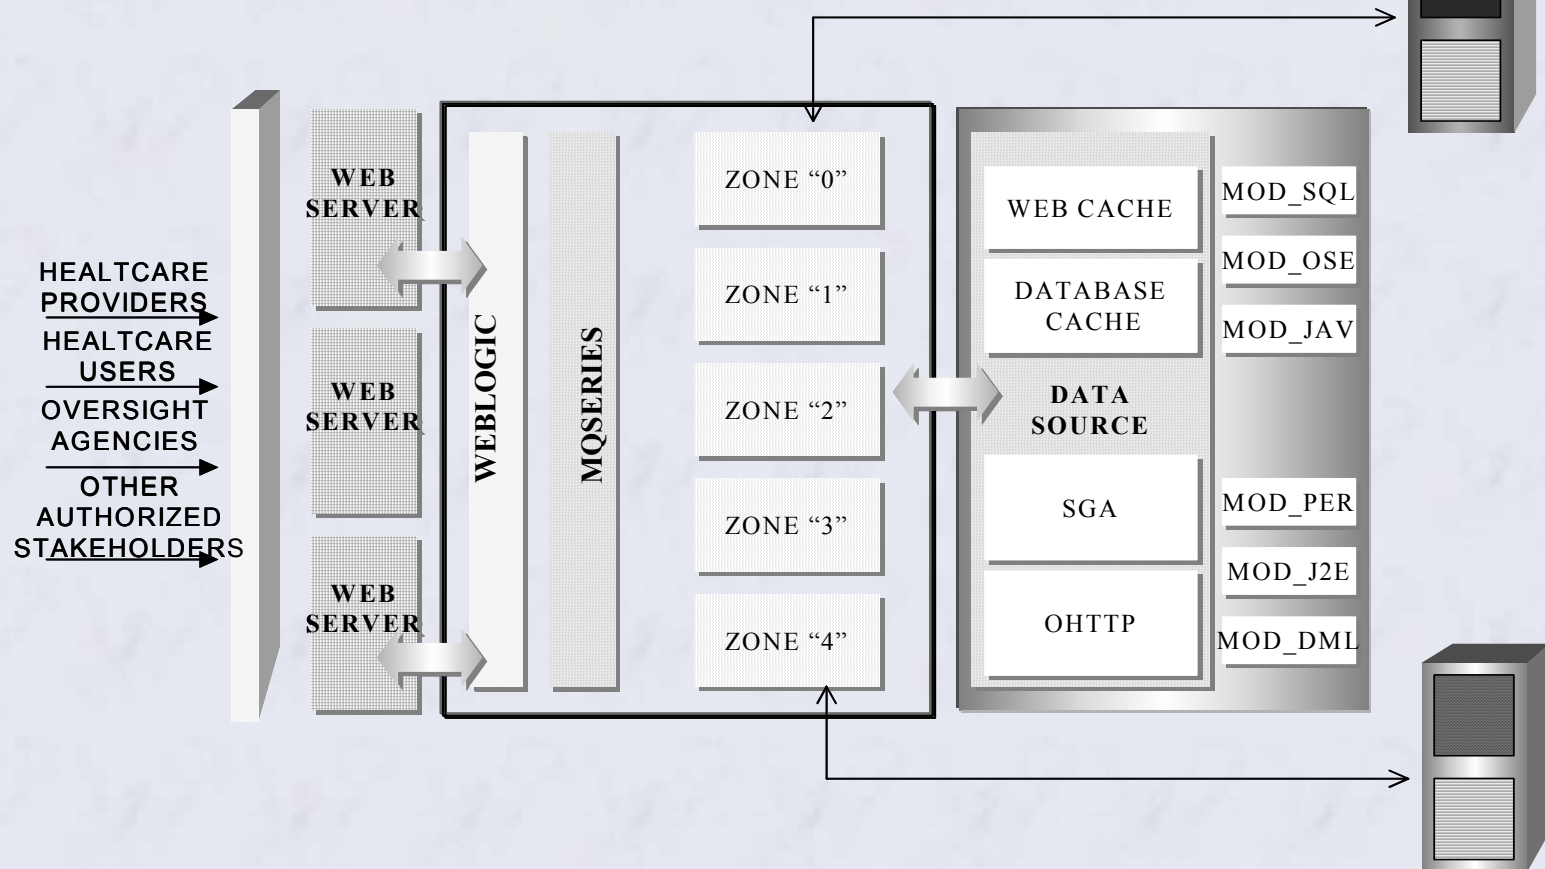 HEALTCARE
PROVIDERS
HEALTCARE
USERS
OVERSIGHT
AGENCIES
OTHER
AUTHORIZED
STAKEHOLDERS
WEB
SERVER
WEB
SERVER
WEB
SERVER
WEBLOGIC
MQSERIES
ZONE “0”
ZONE “1”
ZONE “2”
ZONE “3”
ZONE “4”
WEB CACHE
DATABASE
CACHE
DATA
SOURCE
SGA
OHTTP
MOD_SQL
MOD_OSE
MOD_JAV
MOD_PER
MOD_J2E
MOD_DML